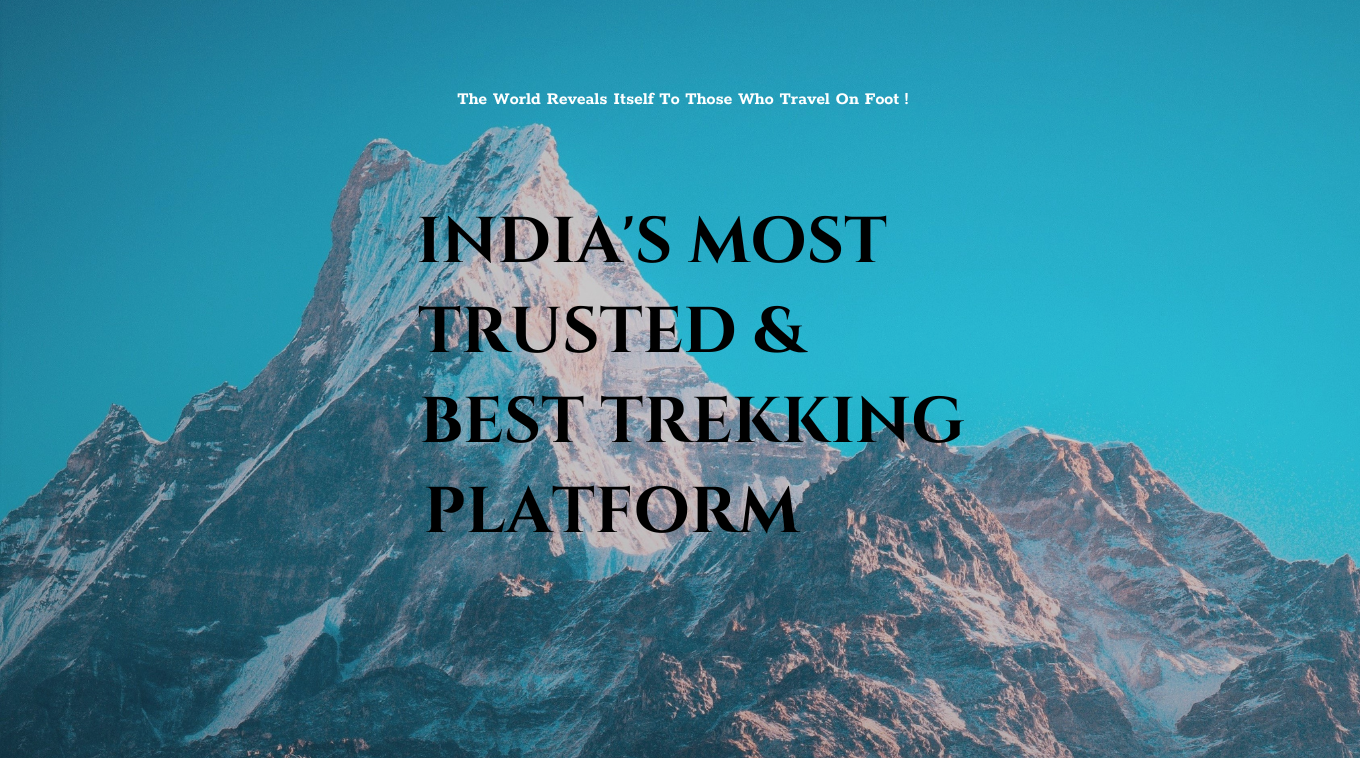 The World Reveals Itself To Those Who Travel On Foot !
INDIA'S MOST
TRUSTED &
BEST TREKKING
PLATFORM